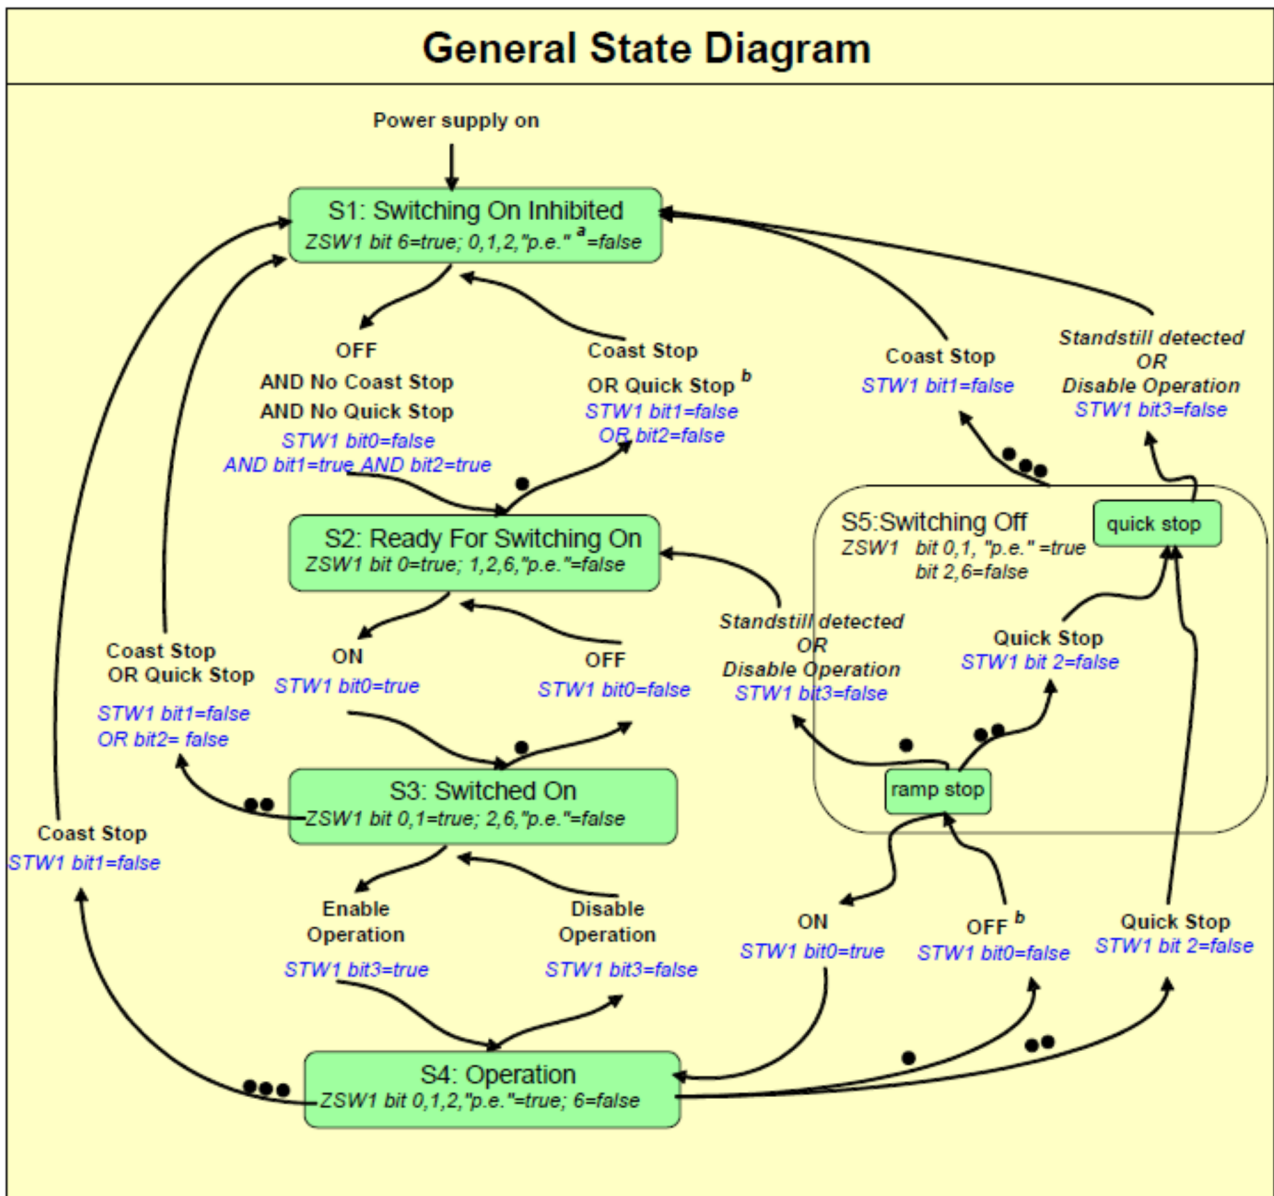 General State Diagram
Power supply on
S1: Switching On Inhibited
ZSW1 bit 6=true; 0,1,2,"p.e." a =false
OFF
AND No Coast Stop
AND No Quick Stop
STW1 bit0=false
AND bit1=true AND bit2=true
Coast Stop
OR Quick Stop b
STW1 bit1=false
OR bit2=false
Coast Stop
STW1 bit1=false
Standstill detected
OR
Disable Operation
STW1 bit3=false
S2: Ready For Switching On
ZSW1 bit 0=true; 1,2,6,"p.e."=false
S5:Switching Off
ZSW1 bit 0,1, "p.e." =true
bit 2,6=false
quick stop
Coast Stop
OR Quick Stop
STW1 bit1=false
OR bit2= false
ON
STW1 bit0=true
OFF
STW1 bit0=false
Standstill detected
OR
Disable Operation
STW1 bit3=false
Quick Stop
STW1 bit 2=false
S3: Switched On
ZSW1 bit 0,1=true; 2,6,"p.e."=false
ramp stop
Coast Stop
STW1 bit1=false
Enable
Operation
STW1 bit3=true
Disable
Operation
STW1 bit3=false
ON
STW1 bit0=true
OFF b
STW1 bit0=false
Quick Stop
STW1 bit 2=false
S4: Operation
ZSW1 bit 0,1,2,"p.e."=true; 6=false